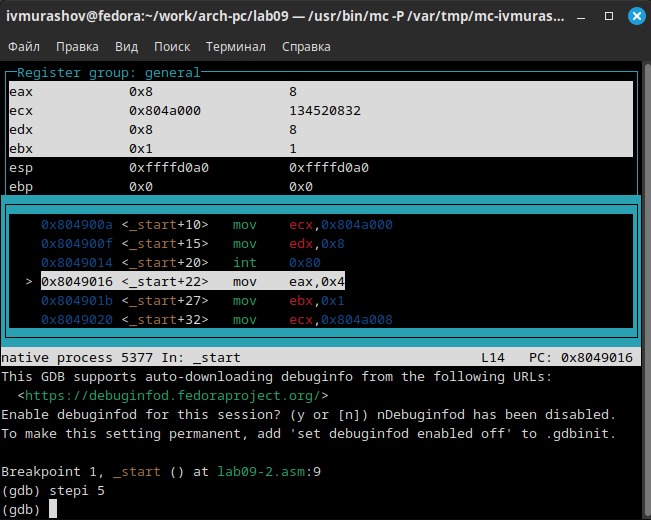 ivmurashov@fedora:~/work/arch-pc/lab09 — /usr/bin/mc -P /var/tmp/mc-ivmuras...
Файл Правка Вид Поиск Терминал Справка
Register group: general
eax 0x8 8
ecx 0x804a000 134520832
edx 0x8 8
ebx 0x1 1
esp 0xffffd0a0 0xffffd0a0
ebp 0x0 0x0
0x804900a <_start+10> mov ecx,0x804a000
0x804900f <_start+15> mov edx,0x8
0x8049014 <_start+20> int 0x80
> 0x8049016 <_start+22> mov eax,0x4
0x804901b <_start+27> mov ebx,0x1
0x8049020 <_start+32> mov ecx,0x804a008
native process 5377 In: _start L14 PC: 0x8049016
This GDB supports auto-downloading debuginfo from the following URLs:
<https://debuginfod.fedoraproject.org/>
Enable debuginfod for this session? (y or [n]) nDebuginfod has been disabled.
To make this setting permanent, add 'set debuginfod enabled off' to .gdbinit.
Breakpoint 1, _start () at lab09-2.asm:9
(gdb) stepi 5
(gdb)